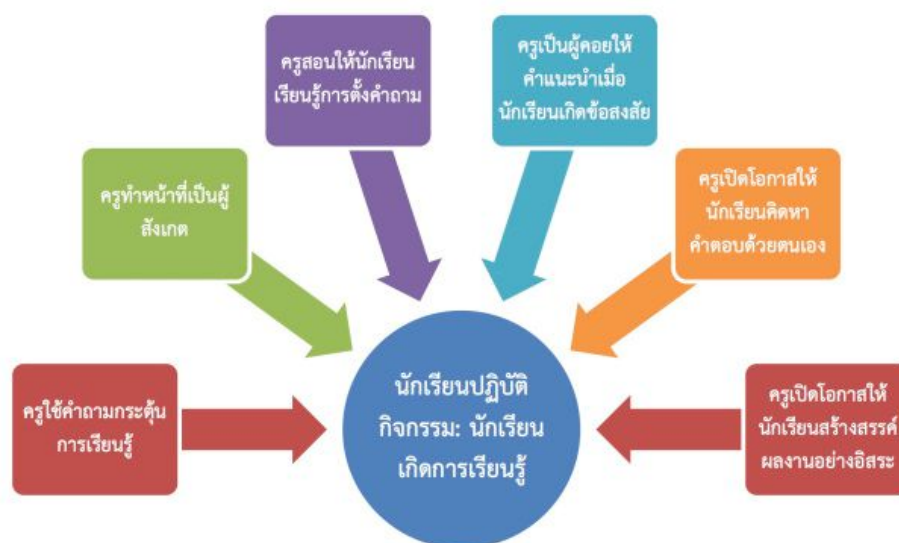 ครูสอนให้นักเรียน
เรียนรู้การตั้งคำถาม
ครูเป็นผู้คอยให้
คำแนะนำเมื่อ
นักเรียนเกิดข้อสงสัย
ครูทำหน้าที่เป็นผู้
สังเกต
ครูเปิดโอกาสให้
นักเรียนคิดหา
คำตอบด้วยตนเอง
ครูใช้คำถามกระตุ้น
การเรียนรู้
นักเรียนปฏิบัติ
กิจกรรม: นักเรียน
เกิดการเรียนรู้
ครูเปิดโอกาสให้
นักเรียนสร้างสรรค์
ผลงานอย่างอิสระ